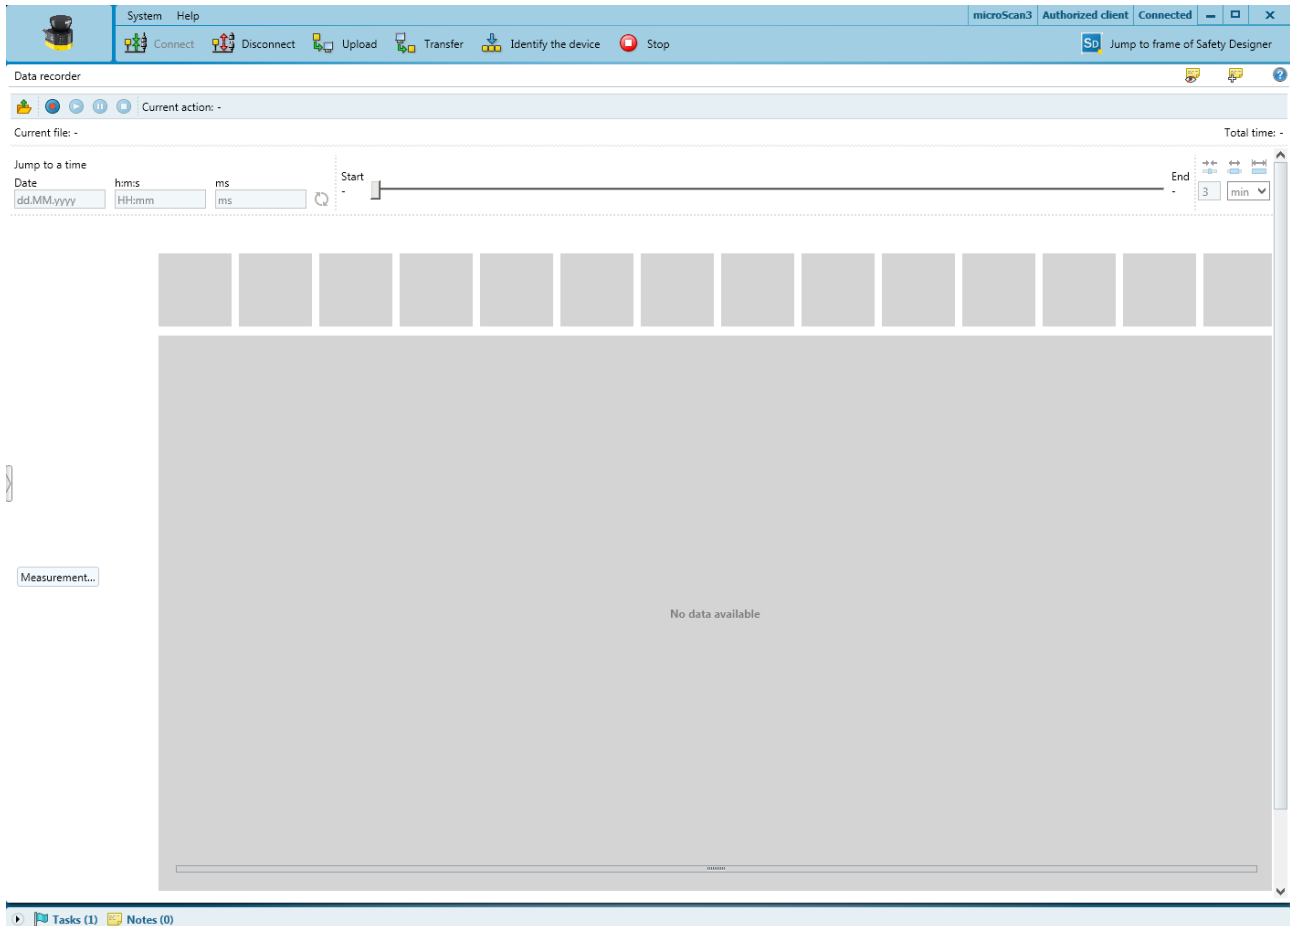 System Help
microScan3 Authorized client Connected
Connect Disconnect Upload Transfer Identify the device Stop
SD Jump to frame of Safety Designer
Data recorder
Current action: -
Current file: -
Total time: -
Jump to a time
Date h:m:s ms
dd.MM.yyyy HH:mm ms
Start
-
End
-
3 min
Measurement...
No data available
Tasks (1) Notes (0)